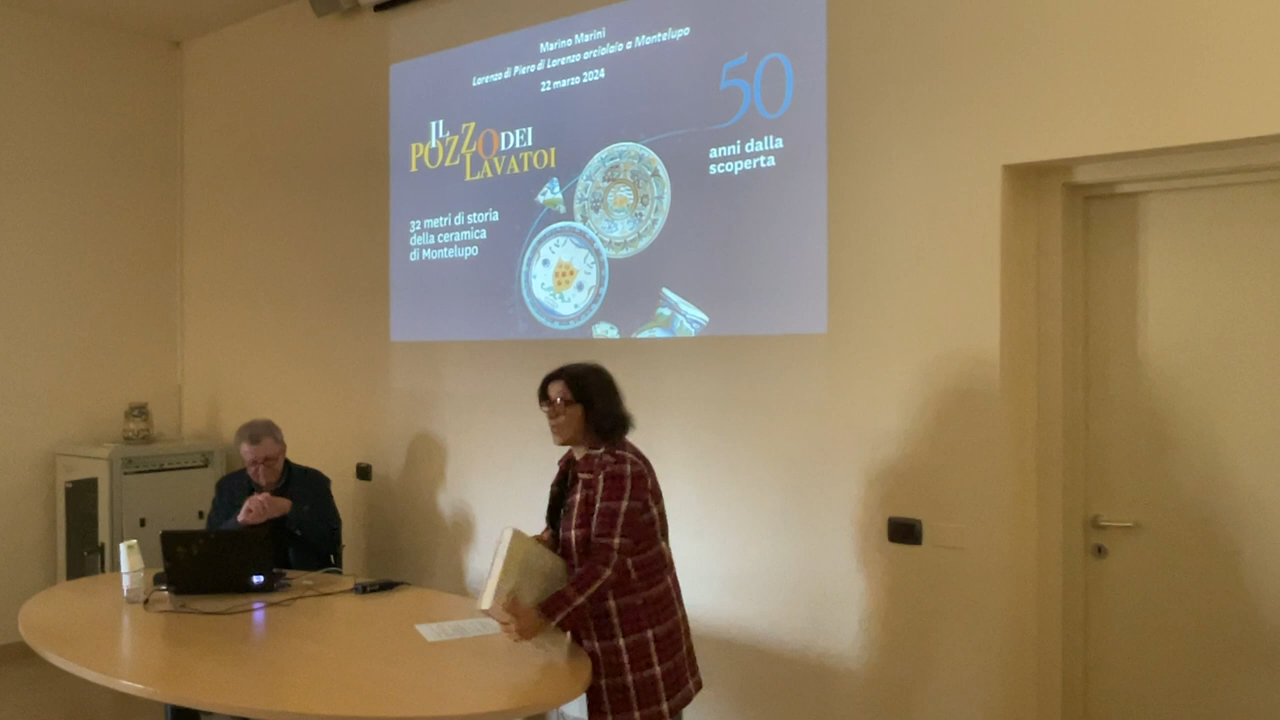 Marino Marini
Lorenzo di Piero di Lorenzo orciolaio a Montelupo
22 marzo 2024
50
anni dalla
scoperta
IL
POZZO DEI
LAVATOI
32 metri di storia
della ceramica
di Montelupo